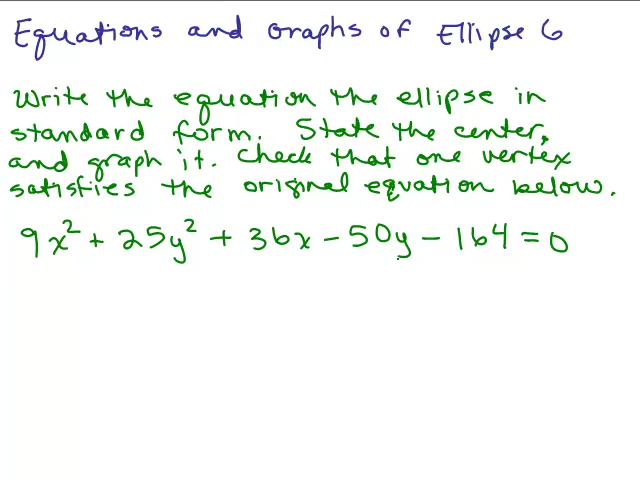 Equations and Graphs of Ellipse 6
Write the equation the ellipse in
standard form. State the center,
and graph it. Check that one vertex
satisfies the original equation below.
9x² + 25y² + 36x - 50y - 164 = 0